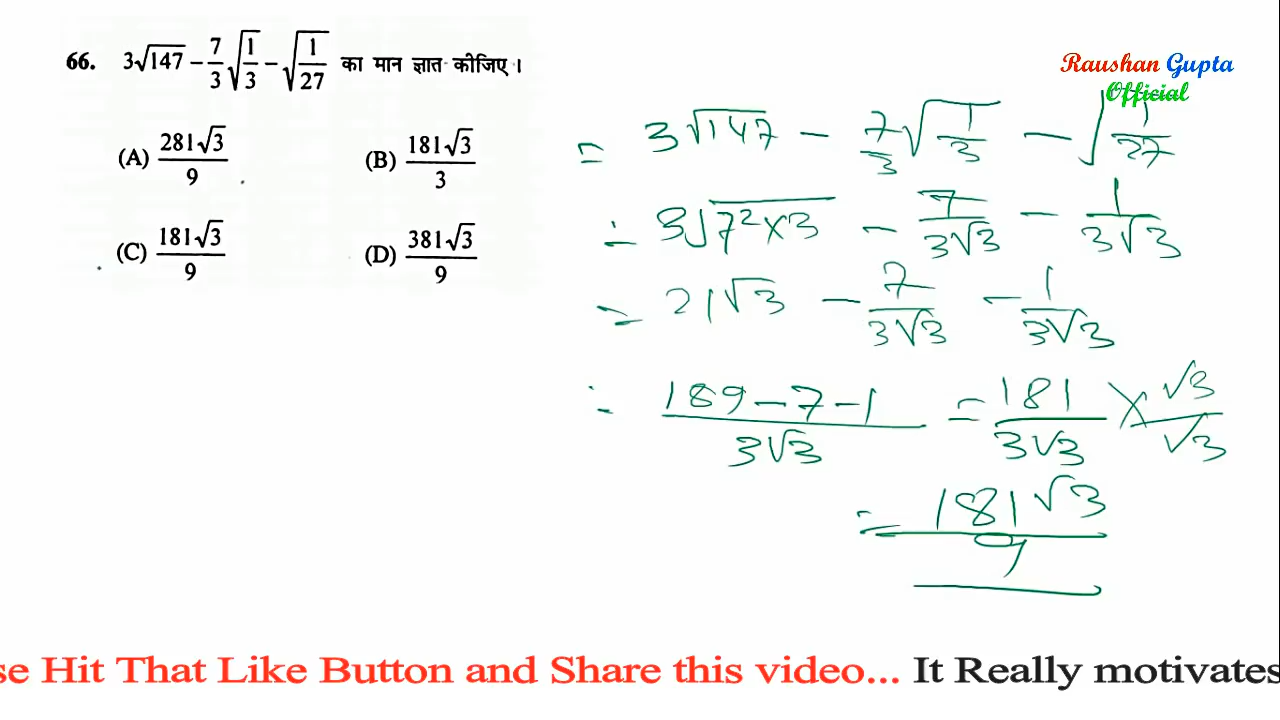 66. 3√147 − 7/3 √(1/3) − √(1/27) का मान ज्ञात कीजिए ।
(A) 281√3/9
(B) 181√3/3
(C) 181√3/9
(D) 381√3/9
Raushan Gupta
Official
= 3√147 − 7/3 √(1/3) − √(1/27)
= 3√(7² × 3) − 7/(3√3) − 1/(3√3)
= 21√3 − 7/(3√3) − 1/(3√3)
= (189 − 7 − 1)/(3√3) = 181/(3√3) × √3/√3
= 181√3/9
se Hit That Like Button and Share this video... It Really motivates